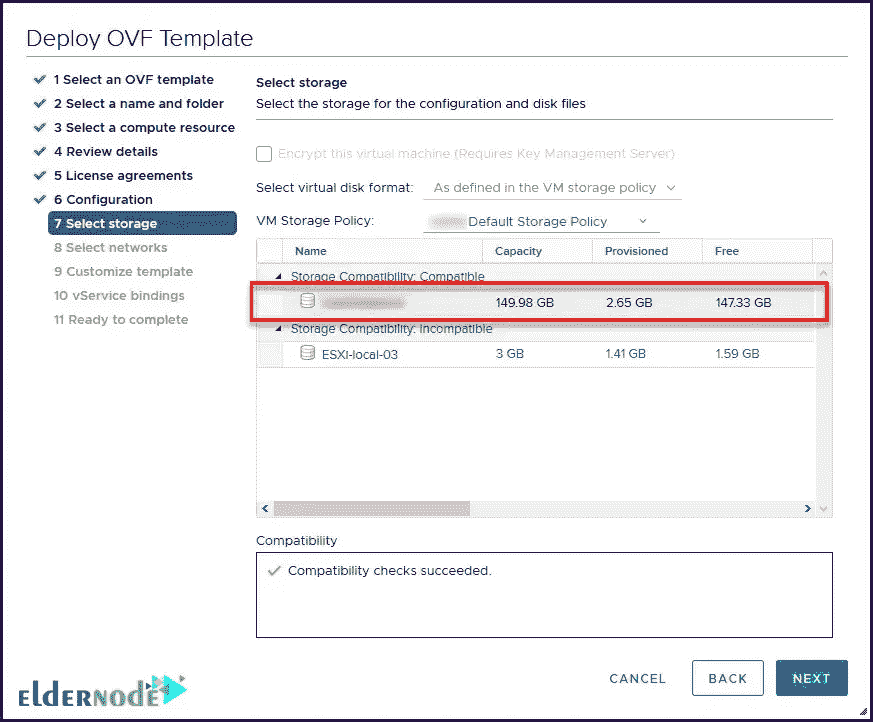 Deploy OVF Template
1 Select an OVF template
2 Select a name and folder
3 Select a compute resource
4 Review details
5 License agreements
6 Configuration
7 Select storage
8 Select networks
9 Customize template
10 vService bindings
11 Ready to complete
Select storage
Select the storage for the configuration and disk files
Encrypt this virtual machine (Requires Key Management Server)
Select virtual disk format: As defined in the VM storage policy
VM Storage Policy: Default Storage Policy
Name Capacity Provisioned Free
Storage Compatibility: Compatible
149.98 GB 2.65 GB 147.33 GB
Storage Compatibility: Incompatible
ESXI-local-03 3 GB 1.41 GB 1.59 GB
Compatibility
Compatibility checks succeeded.
CANCEL BACK NEXT
eldernode